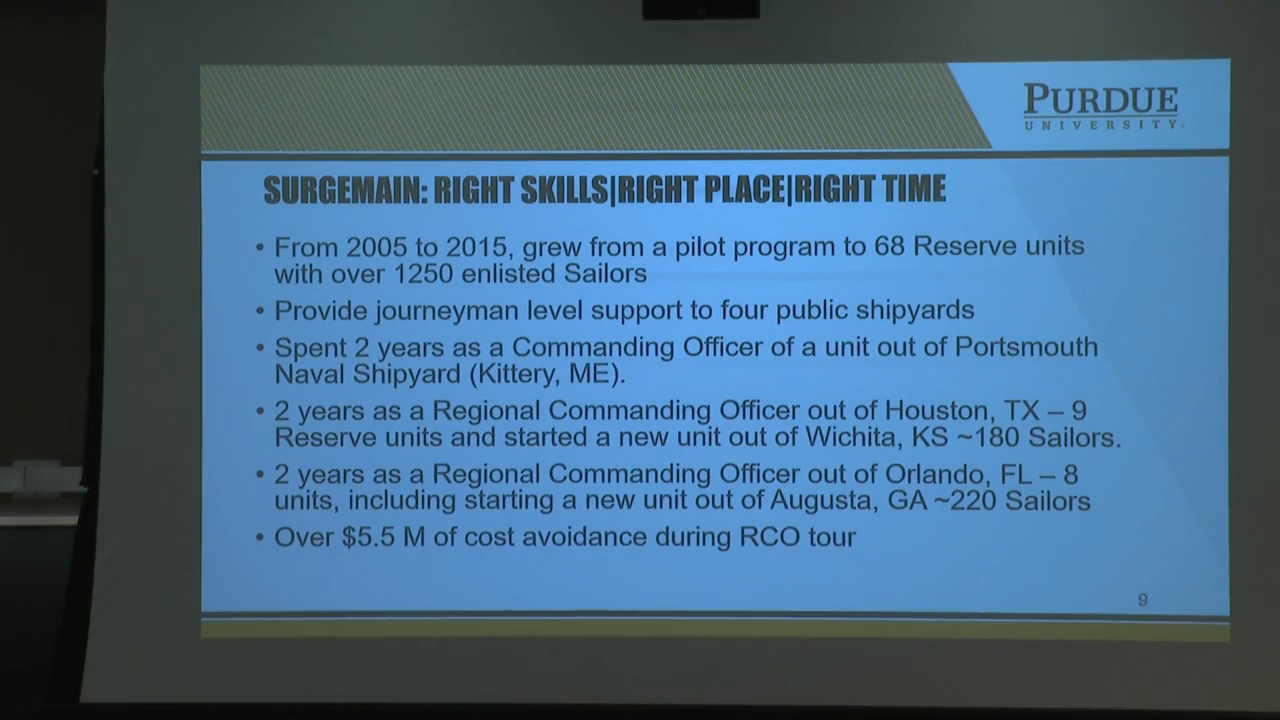 PURDUE
UNIVERSITY
SURGEMAIN: RIGHT SKILLS|RIGHT PLACE|RIGHT TIME
• From 2005 to 2015, grew from a pilot program to 68 Reserve units
with over 1250 enlisted Sailors
• Provide journeyman level support to four public shipyards
• Spent 2 years as a Commanding Officer of a unit out of Portsmouth
Naval Shipyard (Kittery, ME).
• 2 years as a Regional Commanding Officer out of Houston, TX – 9
Reserve units and started a new unit out of Wichita, KS ~180 Sailors.
• 2 years as a Regional Commanding Officer out of Orlando, FL – 8
units, including starting a new unit out of Augusta, GA ~220 Sailors
• Over $5.5 M of cost avoidance during RCO tour
9